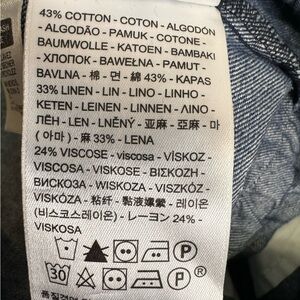 43% COTTON - COTON - ALGODÓN
- ALGODÃO - PAMUK - COTONE -
BAUMWOLLE - KATOEN - BAMBAKI
- ХЛОПОК - BAWEŁNA - PAMUT -
BAVLNA - 棉 - 면 - 綿 43% - KAPAS
33% LINEN - LIN - LINO - LINHO -
KETEN - LEINEN - LINNEN - ΛΙΝΟ -
ЛЁН - LEN - LNĚNÝ - 亚麻 - 亞麻 - 마
( 아마 ) - 麻 33% - LENA
24% VISCOSE - viscosa - VİSKOZ -
VISCOSA - VISKOSE - ΒΙΣΚΟΖΗ -
ВИСКОЗА - WISKOZA - VISZKÓZ -
VISKÓZA - 粘纤 - 黏液嫘縈 - 레이온
(비스코스레이온) - レーヨン 24% -
VISKOSA
P
30
P
®